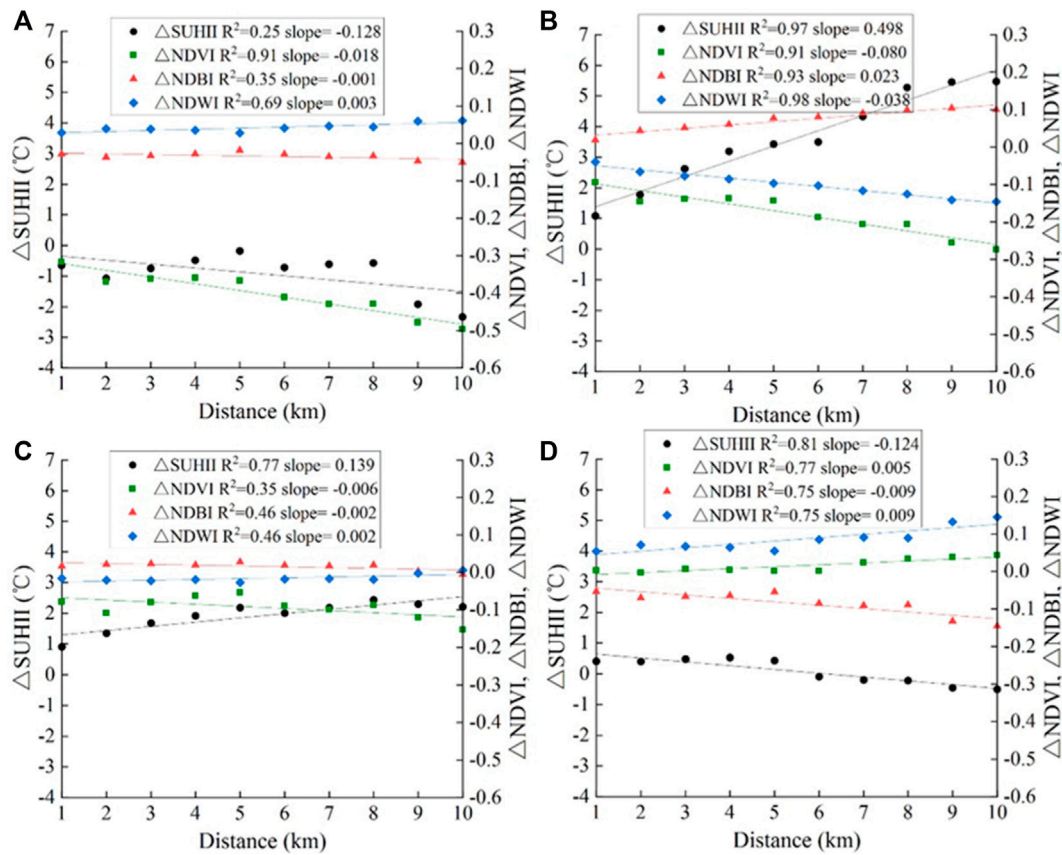 A
△SUHII R²=0.25 slope= -0.128
△NDVI R²=0.91 slope= -0.018
△NDBI R²=0.35 slope= -0.001
△NDWI R²=0.69 slope= 0.003
7
6
5
4
3
2
1
0
-1
-2
-3
-4
△SUHII (℃)
0.3
0.2
0.1
0.0
-0.1
-0.2
-0.3
-0.4
-0.5
-0.6
△NDVI, △NDBI, △NDWI
1 2 3 4 5 6 7 8 9 10
Distance (km)
B
△SUHII R²=0.97 slope= 0.498
△NDVI R²=0.91 slope= -0.080
△NDBI R²=0.93 slope= 0.023
△NDWI R²=0.98 slope= -0.038
7
6
5
4
3
2
1
0
-1
-2
-3
-4
△SUHII (℃)
0.3
0.2
0.1
0.0
-0.1
-0.2
-0.3
-0.4
-0.5
-0.6
△NDVI, △NDBI, △NDWI
1 2 3 4 5 6 7 8 9 10
Distance (km)
C
△SUHII R²=0.77 slope= 0.139
△NDVI R²=0.35 slope= -0.006
△NDBI R²=0.46 slope= -0.002
△NDWI R²=0.46 slope= 0.002
7
6
5
4
3
2
1
0
-1
-2
-3
-4
△SUHII (℃)
0.3
0.2
0.1
0.0
-0.1
-0.2
-0.3
-0.4
-0.5
-0.6
△NDVI, △NDBI, △NDWI
1 2 3 4 5 6 7 8 9 10
Distance (km)
D
△SUHII R²=0.81 slope= -0.124
△NDVI R²=0.77 slope= 0.005
△NDBI R²=0.75 slope= -0.009
△NDWI R²=0.75 slope= 0.009
7
6
5
4
3
2
1
0
-1
-2
-3
-4
△SUHII (℃)
0.3
0.2
0.1
0.0
-0.1
-0.2
-0.3
-0.4
-0.5
-0.6
△NDVI, △NDBI, △NDWI
1 2 3 4 5 6 7 8 9 10
Distance (km)